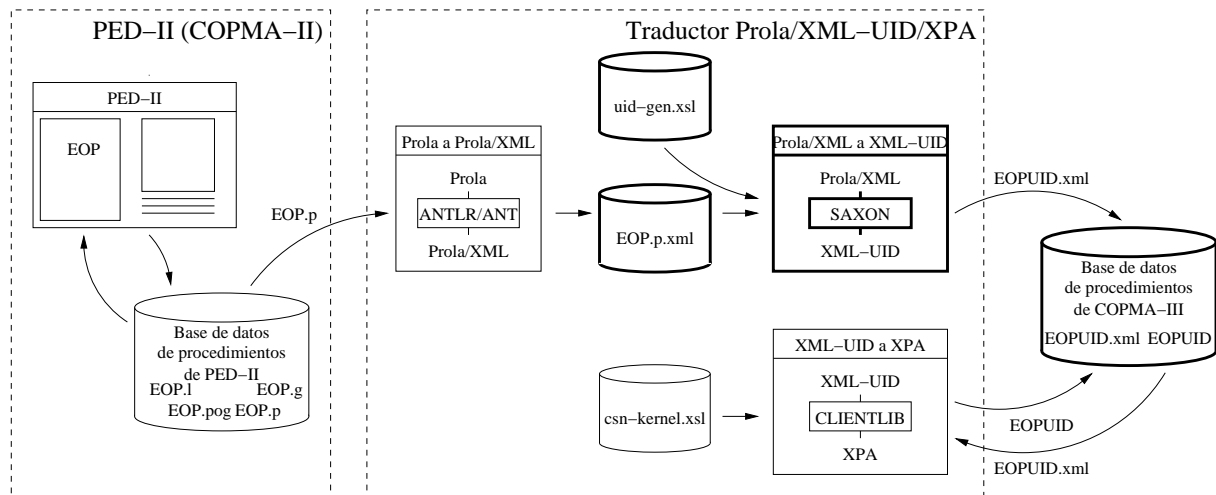 PED–II (COPMA–II)
PED–II
EOP
EOP.p
Base de datos
de procedimientos
de PED–II
EOP.l EOP.g
EOP.pog EOP.p
Traductor Prola/XML–UID/XPA
uid–gen.xsl
Prola a Prola/XML
Prola
ANTLR/ANT
Prola/XML
EOP.p.xml
Prola/XML a XML–UID
Prola/XML
SAXON
XML–UID
EOPUID.xml
Base de datos
de procedimientos
de COPMA–III
EOPUID.xml EOPUID
csn–kernel.xsl
XML–UID a XPA
XML–UID
CLIENTLIB
XPA
EOPUID
EOPUID.xml